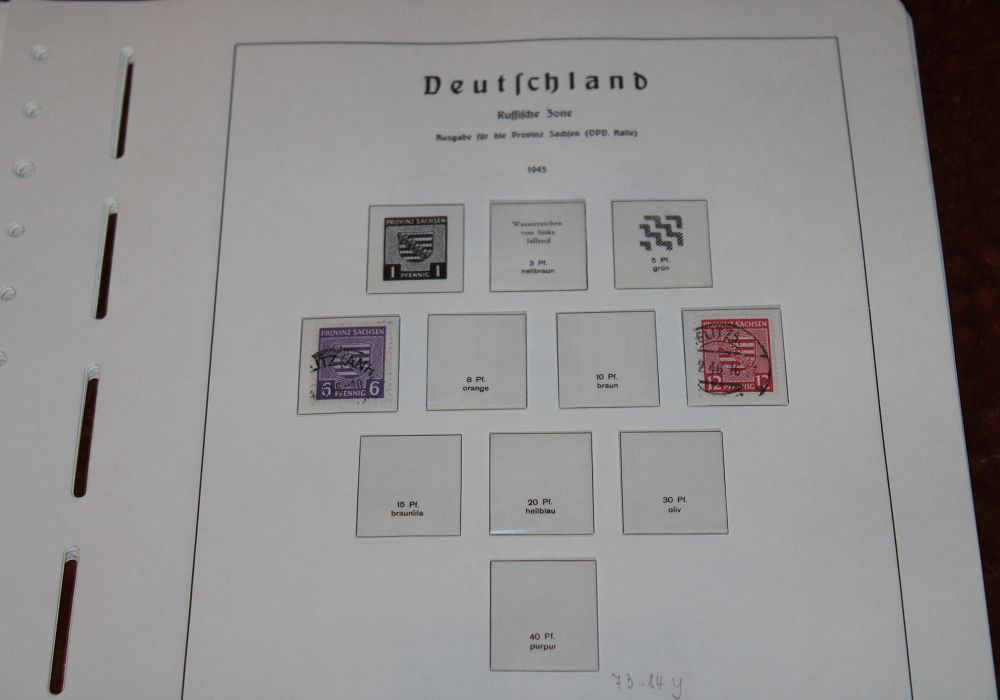 Deutschland
Russische Zone
Ausgabe für die Provinz Sachsen (OPD. Halle)
1945
PROVINZ SACHSEN
1 1
PFENNIG
Wasserzeichen
von links
fallend
3 Pf.
hellbraun
5 Pf.
grün
PROVINZ SACHSEN
6 6
PFENNIG
8 Pf.
orange
10 Pf.
braun
PROVINZ SACHSEN
12 12
PFENNIG
15 Pf.
braunlila
20 Pf.
hellblau
30 Pf.
oliv
40 Pf.
purpur
73-84 y